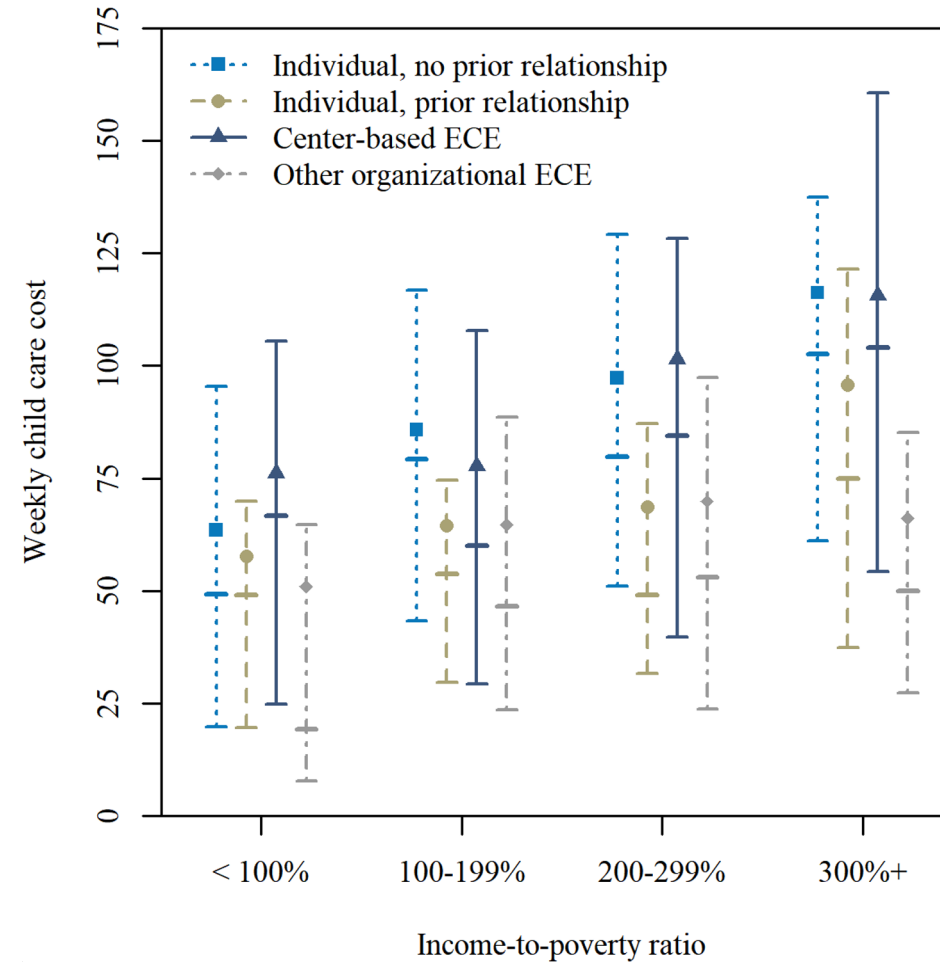 Individual, no prior relationship
Individual, prior relationship
Center-based ECE
Other organizational ECE
Weekly child care cost
175
150
125
100
75
50
25
0
< 100%
100-199%
200-299%
300%+
Income-to-poverty ratio